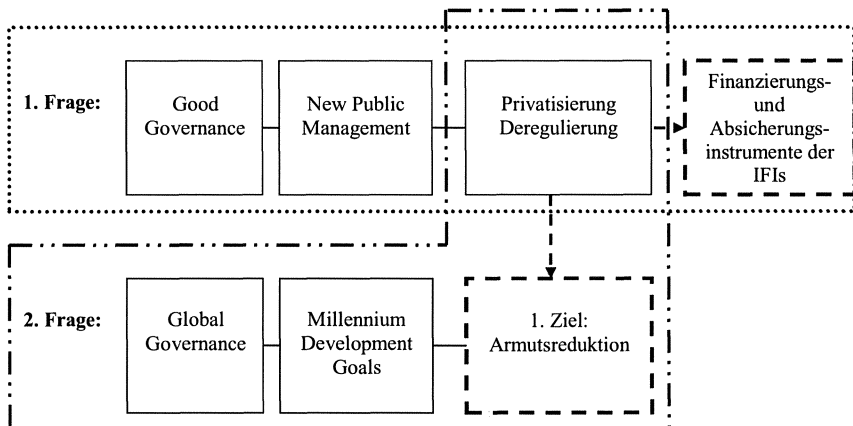 1. Frage:
Good
Governance
New Public
Management
Privatisierung
Deregulierung
Finanzierungs-
und
Absicherungs-
instrumente der
IFIs
2. Frage:
Global
Governance
Millennium
Development
Goals
1. Ziel:
Armutsreduktion